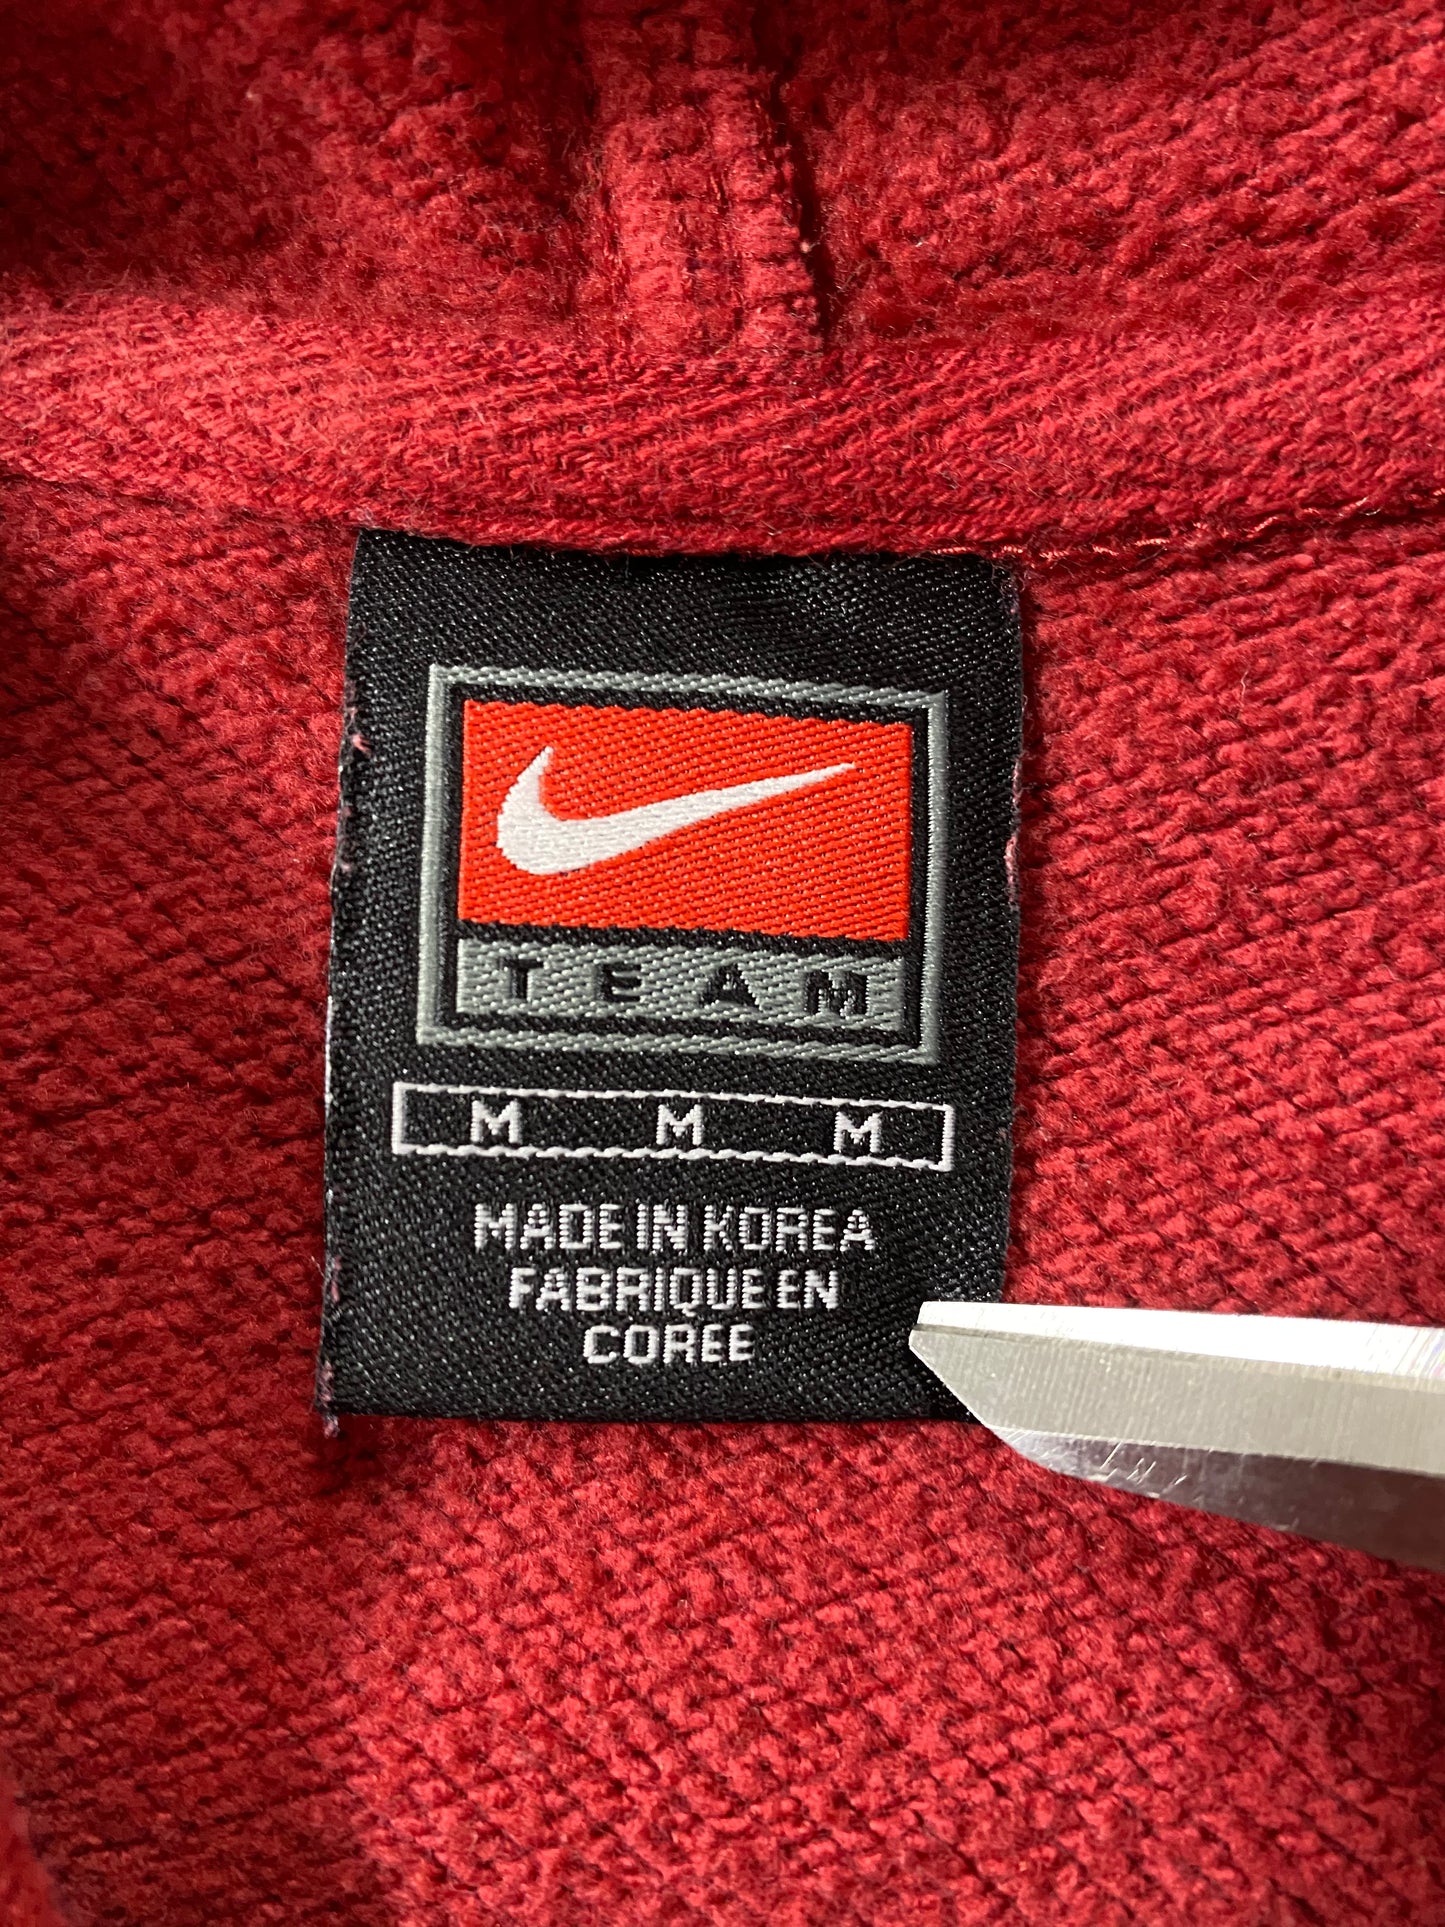 TEAM
M M M
MADE IN KOREA
FABRIQUE EN
COREE